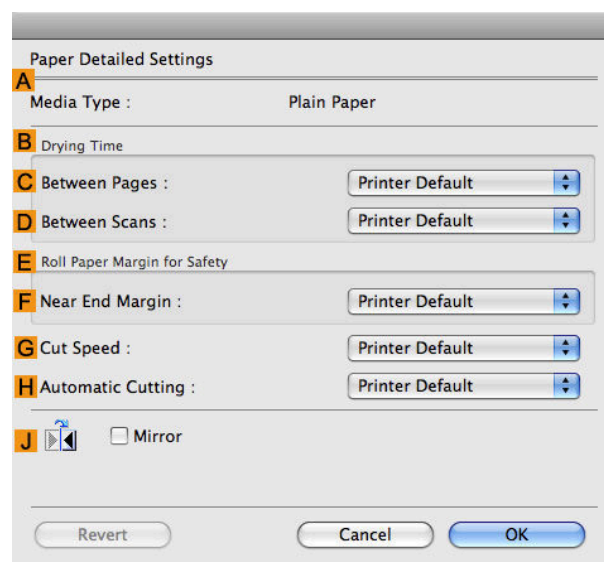 Paper Detailed Settings
A
Media Type : Plain Paper
B Drying Time
C Between Pages : Printer Default
D Between Scans : Printer Default
E Roll Paper Margin for Safety
F Near End Margin : Printer Default
G Cut Speed : Printer Default
H Automatic Cutting : Printer Default
J Mirror
Revert Cancel OK